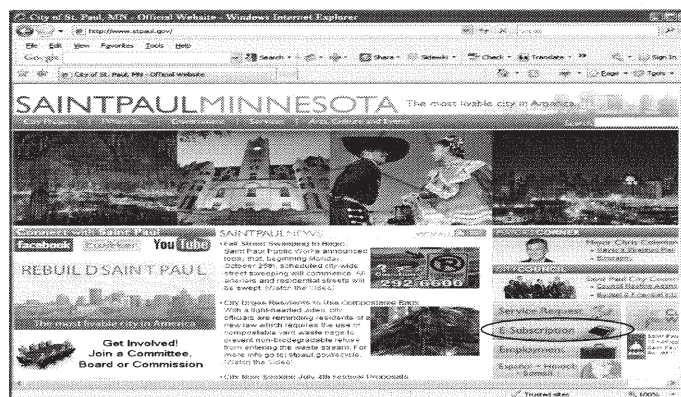 City of St. Paul, MN - Official Website - Windows Internet Explorer
http://www.stpaul.gov/
File Edit View Favorites Tools Help
Google Search Share Sidewiki Check Translate Sign In
City of St. Paul, MN - Official Website
Page Tools
SAINTPAULMINNESOTA The most livable city in America
Connect with Saint Paul
facebook twitter YouTube
REBUILD SAINT PAUL
The most livable city in America
Get Involved!
Join a Committee,
Board or Commission
SAINTPAULNEWS
Fall Street Sweeping to Begin
Saint Paul Public Works announced
today that, beginning Monday,
October 25th, scheduled city-wide
street sweeping will commence. All
arterials and residential streets will
be swept. (Watch the Video)
292-6600
City Urges Residents to Use Compostable Bags
With a light-hearted video, city
officials are reminding residents of a
new law which requires the use of
compostable yard waste bags to
prevent non-biodegradable refuse
from entering the waste stream. For
more info go to: stpaul.gov/recycle.
(Watch the Video)
City Now Seeking July 4th Festival Proposals
CORNER
Mayor Chris Coleman
Biography
COUNCIL
Saint Paul City Council
Service Request
E-Subscription
Employment
Español - Hmoob
- Somali
Trusted sites
100%